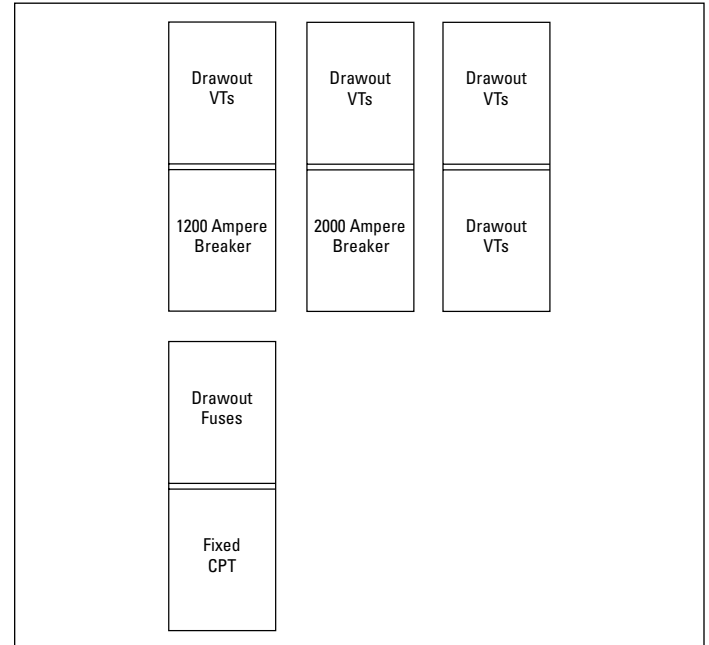 Drawout
VTs
Drawout
VTs
Drawout
VTs
1200 Ampere
Breaker
2000 Ampere
Breaker
Drawout
VTs
Drawout
Fuses
Fixed
CPT